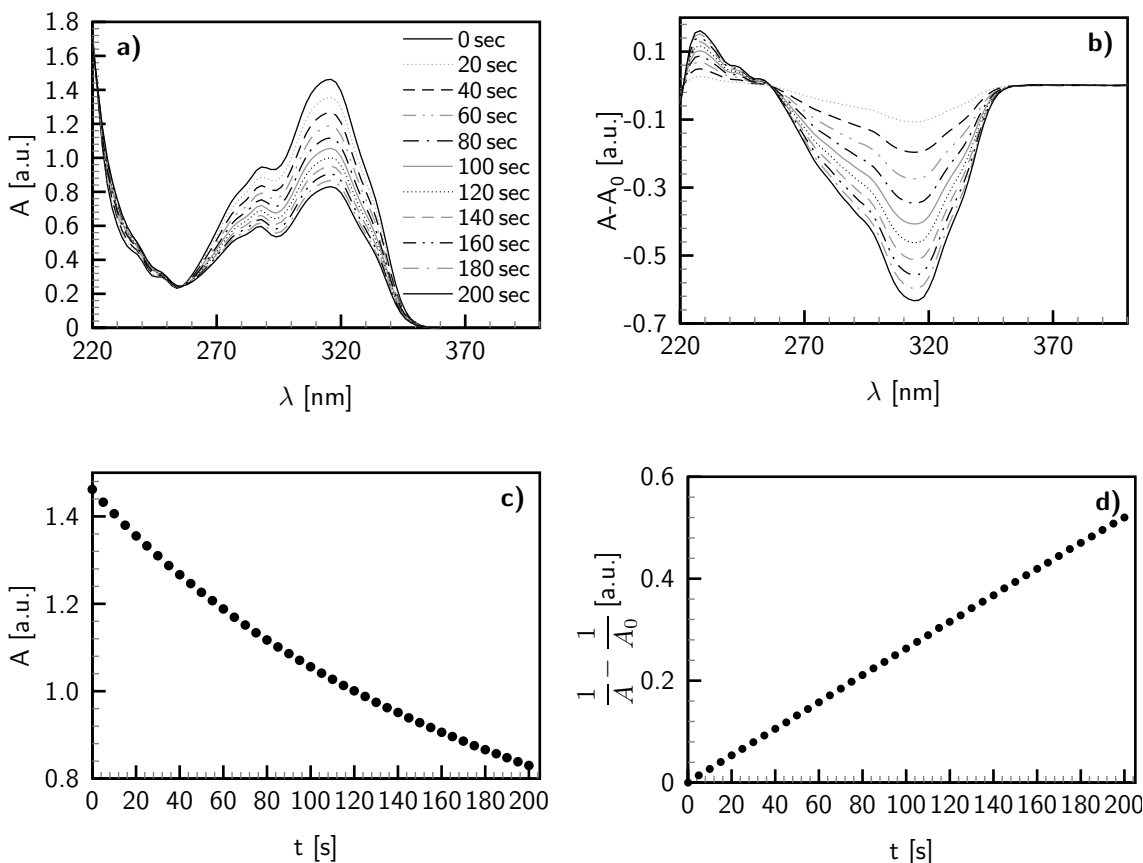 a)
A [a.u.]
1.8
1.6
1.4
1.2
1.0
0.8
0.6
0.4
0.2
0
220 270 320 370
λ [nm]
0 sec
20 sec
40 sec
60 sec
80 sec
100 sec
120 sec
140 sec
160 sec
180 sec
200 sec
b)
A-A0 [a.u.]
0.1
-0.1
-0.3
-0.5
-0.7
220 270 320 370
λ [nm]
c)
A [a.u.]
1.4
1.2
1.0
0.8
0 20 40 60 80 100 120 140 160 180 200
t [s]
d)
1/A − 1/A0 [a.u.]
0.6
0.4
0.2
0
0 20 40 60 80 100 120 140 160 180 200
t [s]